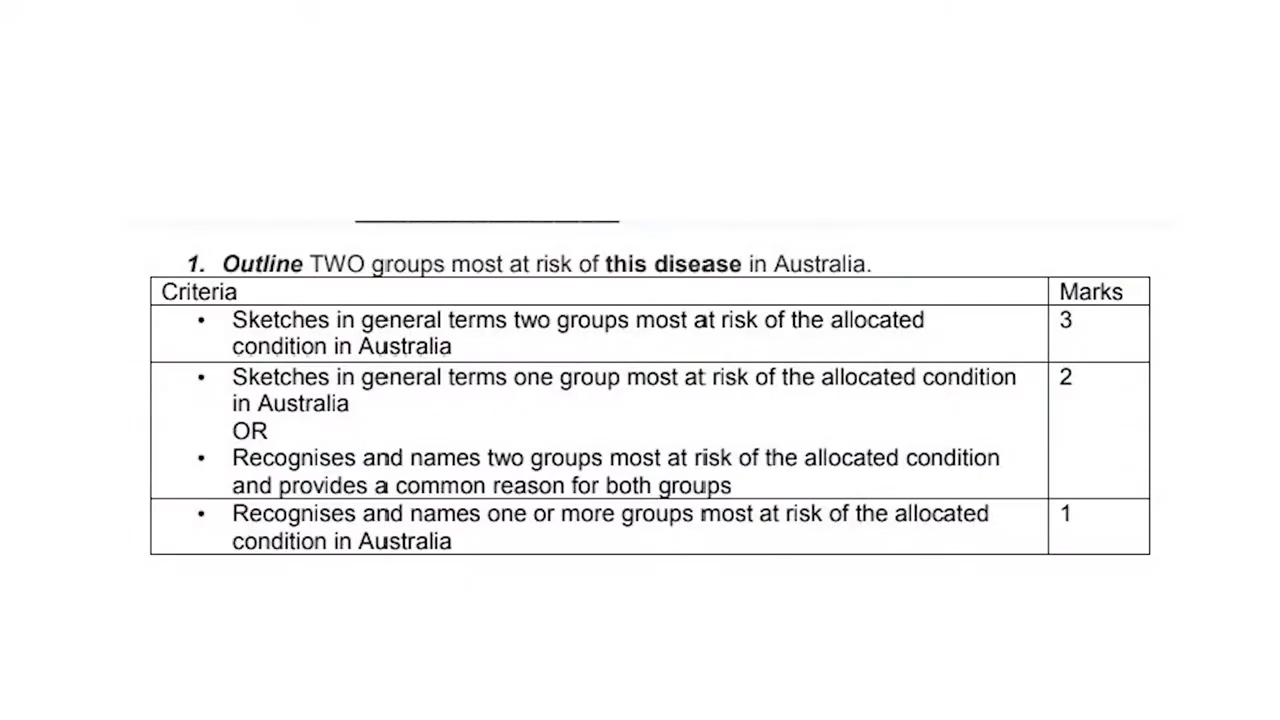 1. Outline TWO groups most at risk of this disease in Australia.
Criteria Marks
• Sketches in general terms two groups most at risk of the allocated 3
condition in Australia
• Sketches in general terms one group most at risk of the allocated condition 2
in Australia
OR
• Recognises and names two groups most at risk of the allocated condition
and provides a common reason for both groups
• Recognises and names one or more groups most at risk of the allocated 1
condition in Australia